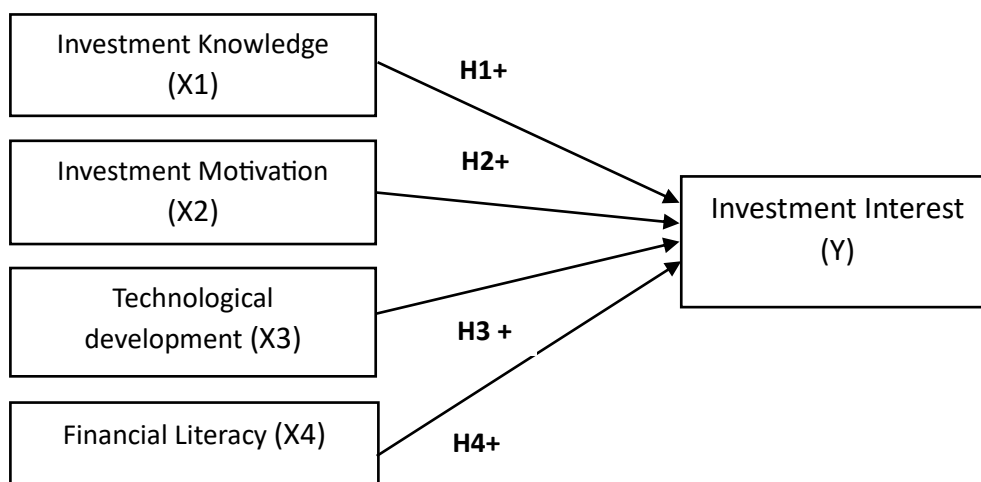 Investment Knowledge
(X1)
H1+
Investment Motivation
(X2)
H2+
Investment Interest
(Y)
Technological
development (X3)
H3 +
Financial Literacy (X4)
H4+